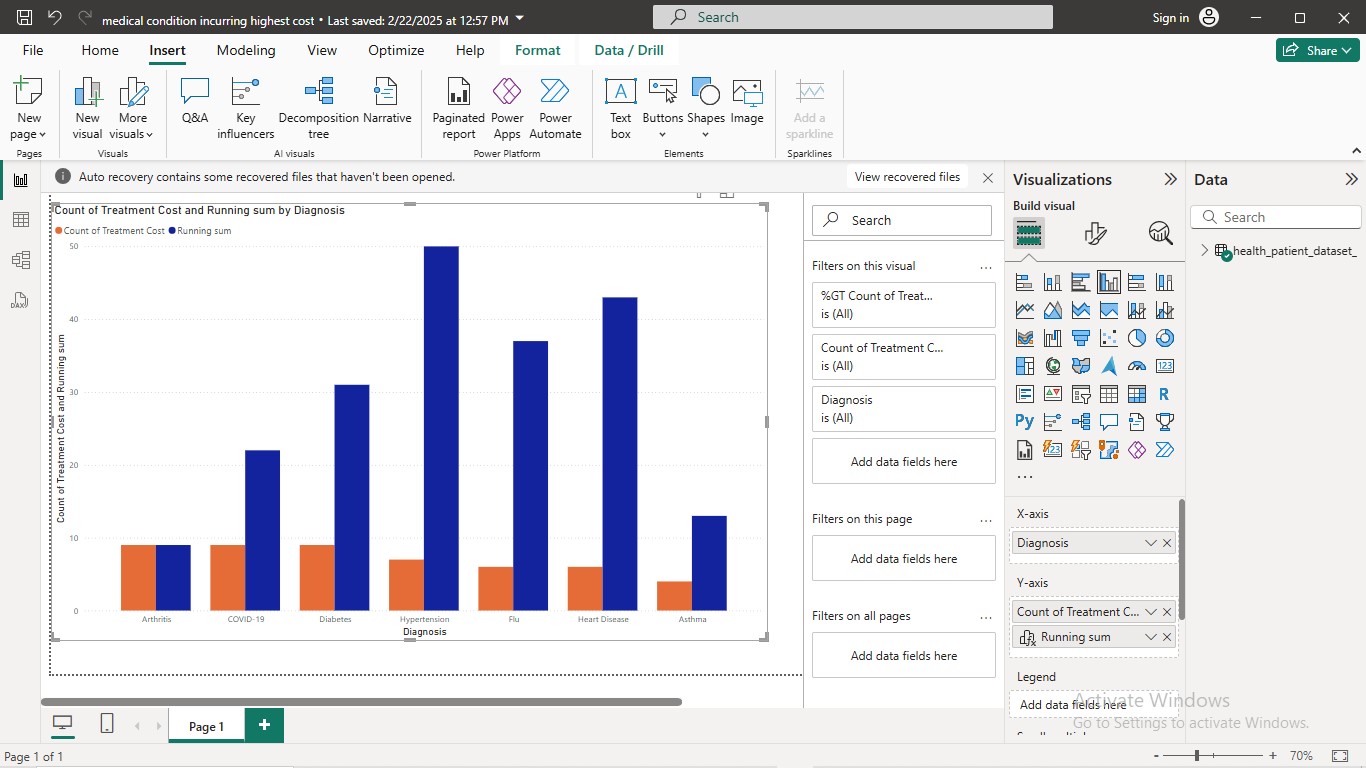 medical condition incurring highest cost • Last saved: 2/22/2025 at 12:57 PM
Search
Sign in
File
Home
Insert
Modeling
View
Optimize
Help
Format
Data / Drill
Share
New page
New visual
More visuals
Q&A
Key influencers
Decomposition tree
Narrative
Paginated report
Power Apps
Power Automate
Text box
Buttons
Shapes
Image
Add a sparkline
Pages
Visuals
AI visuals
Power Platform
Elements
Sparklines
Auto recovery contains some recovered files that haven't been opened.
View recovered files
Count of Treatment Cost and Running sum by Diagnosis
Count of Treatment Cost
Running sum
Count of Treatment Cost and Running sum
50
40
30
20
10
0
Arthritis
COVID-19
Diabetes
Hypertension
Flu
Heart Disease
Asthma
Diagnosis
Search
Filters on this visual
%GT Count of Treat...
is (All)
Count of Treatment C...
is (All)
Diagnosis
is (All)
Add data fields here
Filters on this page
Add data fields here
Filters on all pages
Add data fields here
Visualizations
Build visual
123
R
Py
123
X-axis
Diagnosis
Y-axis
Count of Treatment C...
Running sum
Legend
Add data fields here
Data
Search
health_patient_dataset_
DAX
Activate Windows
Go to Settings to activate Windows.
Page 1
Page 1 of 1
70%